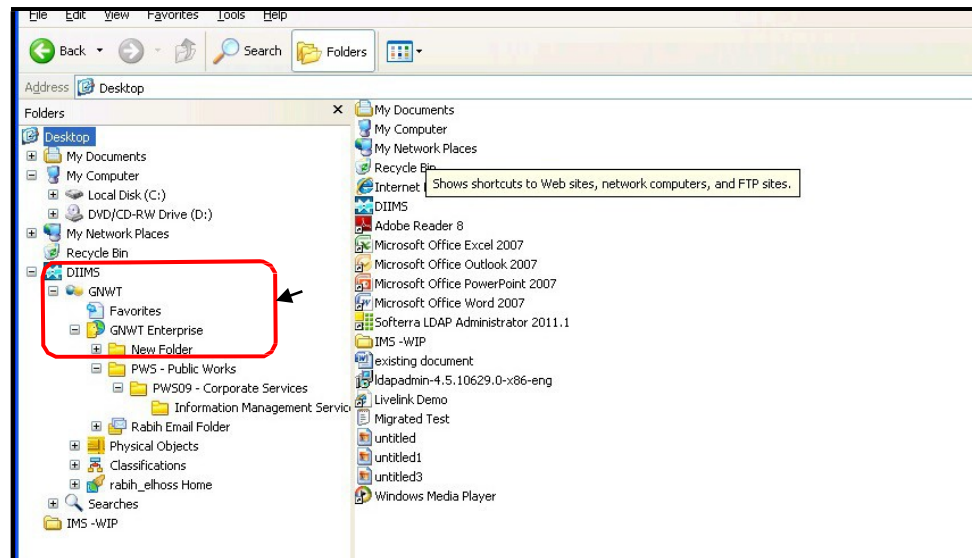 File Edit View Favorites Tools Help
Back Search Folders
Address Desktop
Folders
Desktop
My Documents
My Computer
Local Disk (C:)
DVD/CD-RW Drive (D:)
My Network Places
Recycle Bin
DIIMS
GNWT
Favorites
GNWT Enterprise
New Folder
PWS - Public Works
PWS09 - Corporate Services
Information Management Servic
Rabih Email Folder
Physical Objects
Classifications
rabih_elhoss Home
Searches
IMS -WIP
My Documents
My Computer
My Network Places
Recycle Bin
Internet
Shows shortcuts to Web sites, network computers, and FTP sites.
DIIMS
Adobe Reader 8
Microsoft Office Excel 2007
Microsoft Office Outlook 2007
Microsoft Office PowerPoint 2007
Microsoft Office Word 2007
Softerra LDAP Administrator 2011.1
IMS -WIP
existing document
ldapadmin-4.5.10629.0-x86-eng
Livelink Demo
Migrated Test
untitled
untitled1
untitled3
Windows Media Player